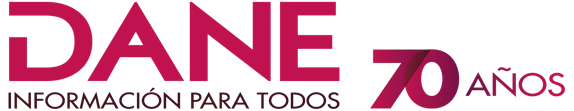 DANE
INFORMACIÓN PARA TODOS
70 AÑOS